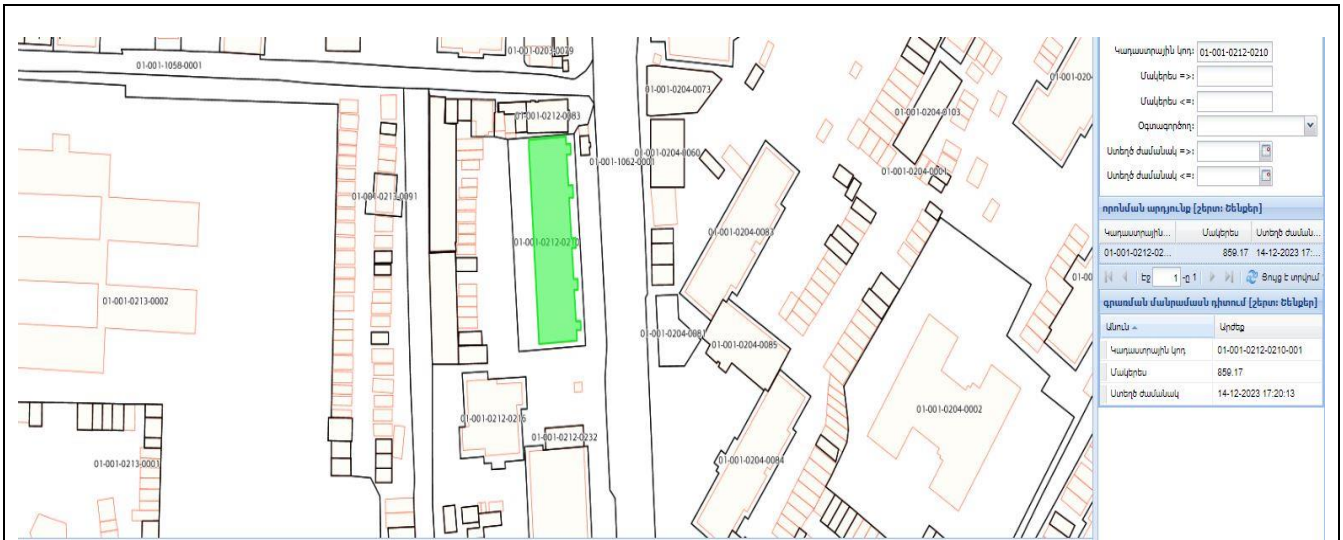 01-001-0203-0079
01-001-1058-0001
01-001-0204-0073
01-001-0204-0103
01-001-0212-0083
01-001-0204-0060
01-001-1062-0001
01-001-0204-0001
01-001-0213-0091
01-001-0204-0083
01-001-0212-0210
01-001-0213-0002
01-001-0204-0081
01-001-0204-0085
01-001-0204-0002
01-001-0212-0216
01-001-0212-0232
01-001-0213-0001
01-001-0204-0084
Կադաստրային կոդ: 01-001-0212-0210
Մակերես =>:
Մակերես <=:
Օգտագործող:
Ստեղծ ժամանակ =>:
Ստեղծ ժամանակ <=:
որոնման արդյունք [շերտ: Շենքեր]
Կադաստրային... Մակերես Ստեղծ ժաման...
01-001-0212-02... 859.17 14-12-2023 17:...
Էջ 1 -ը 1 Ցույց է տրվում
գրառման մանրամասն դիտում [շերտ: Շենքեր]
Անուն Արժեք
Կադաստրային կոդ 01-001-0212-0210-001
Մակերես 859.17
Ստեղծ ժամանակ 14-12-2023 17:20:13